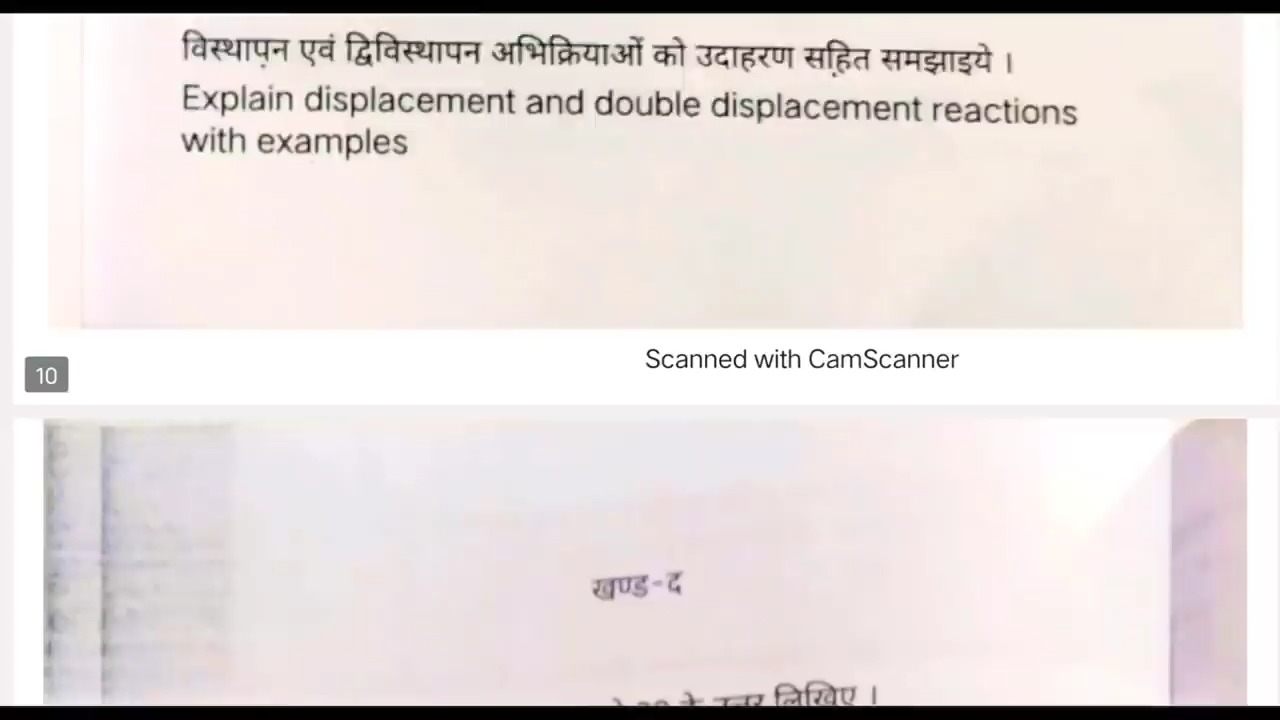 विस्थापन एवं द्विविस्थापन अभिक्रियाओं को उदाहरण सहित समझाइये ।
Explain displacement and double displacement reactions
with examples
10
Scanned with CamScanner
खण्ड-द
लिखिए ।